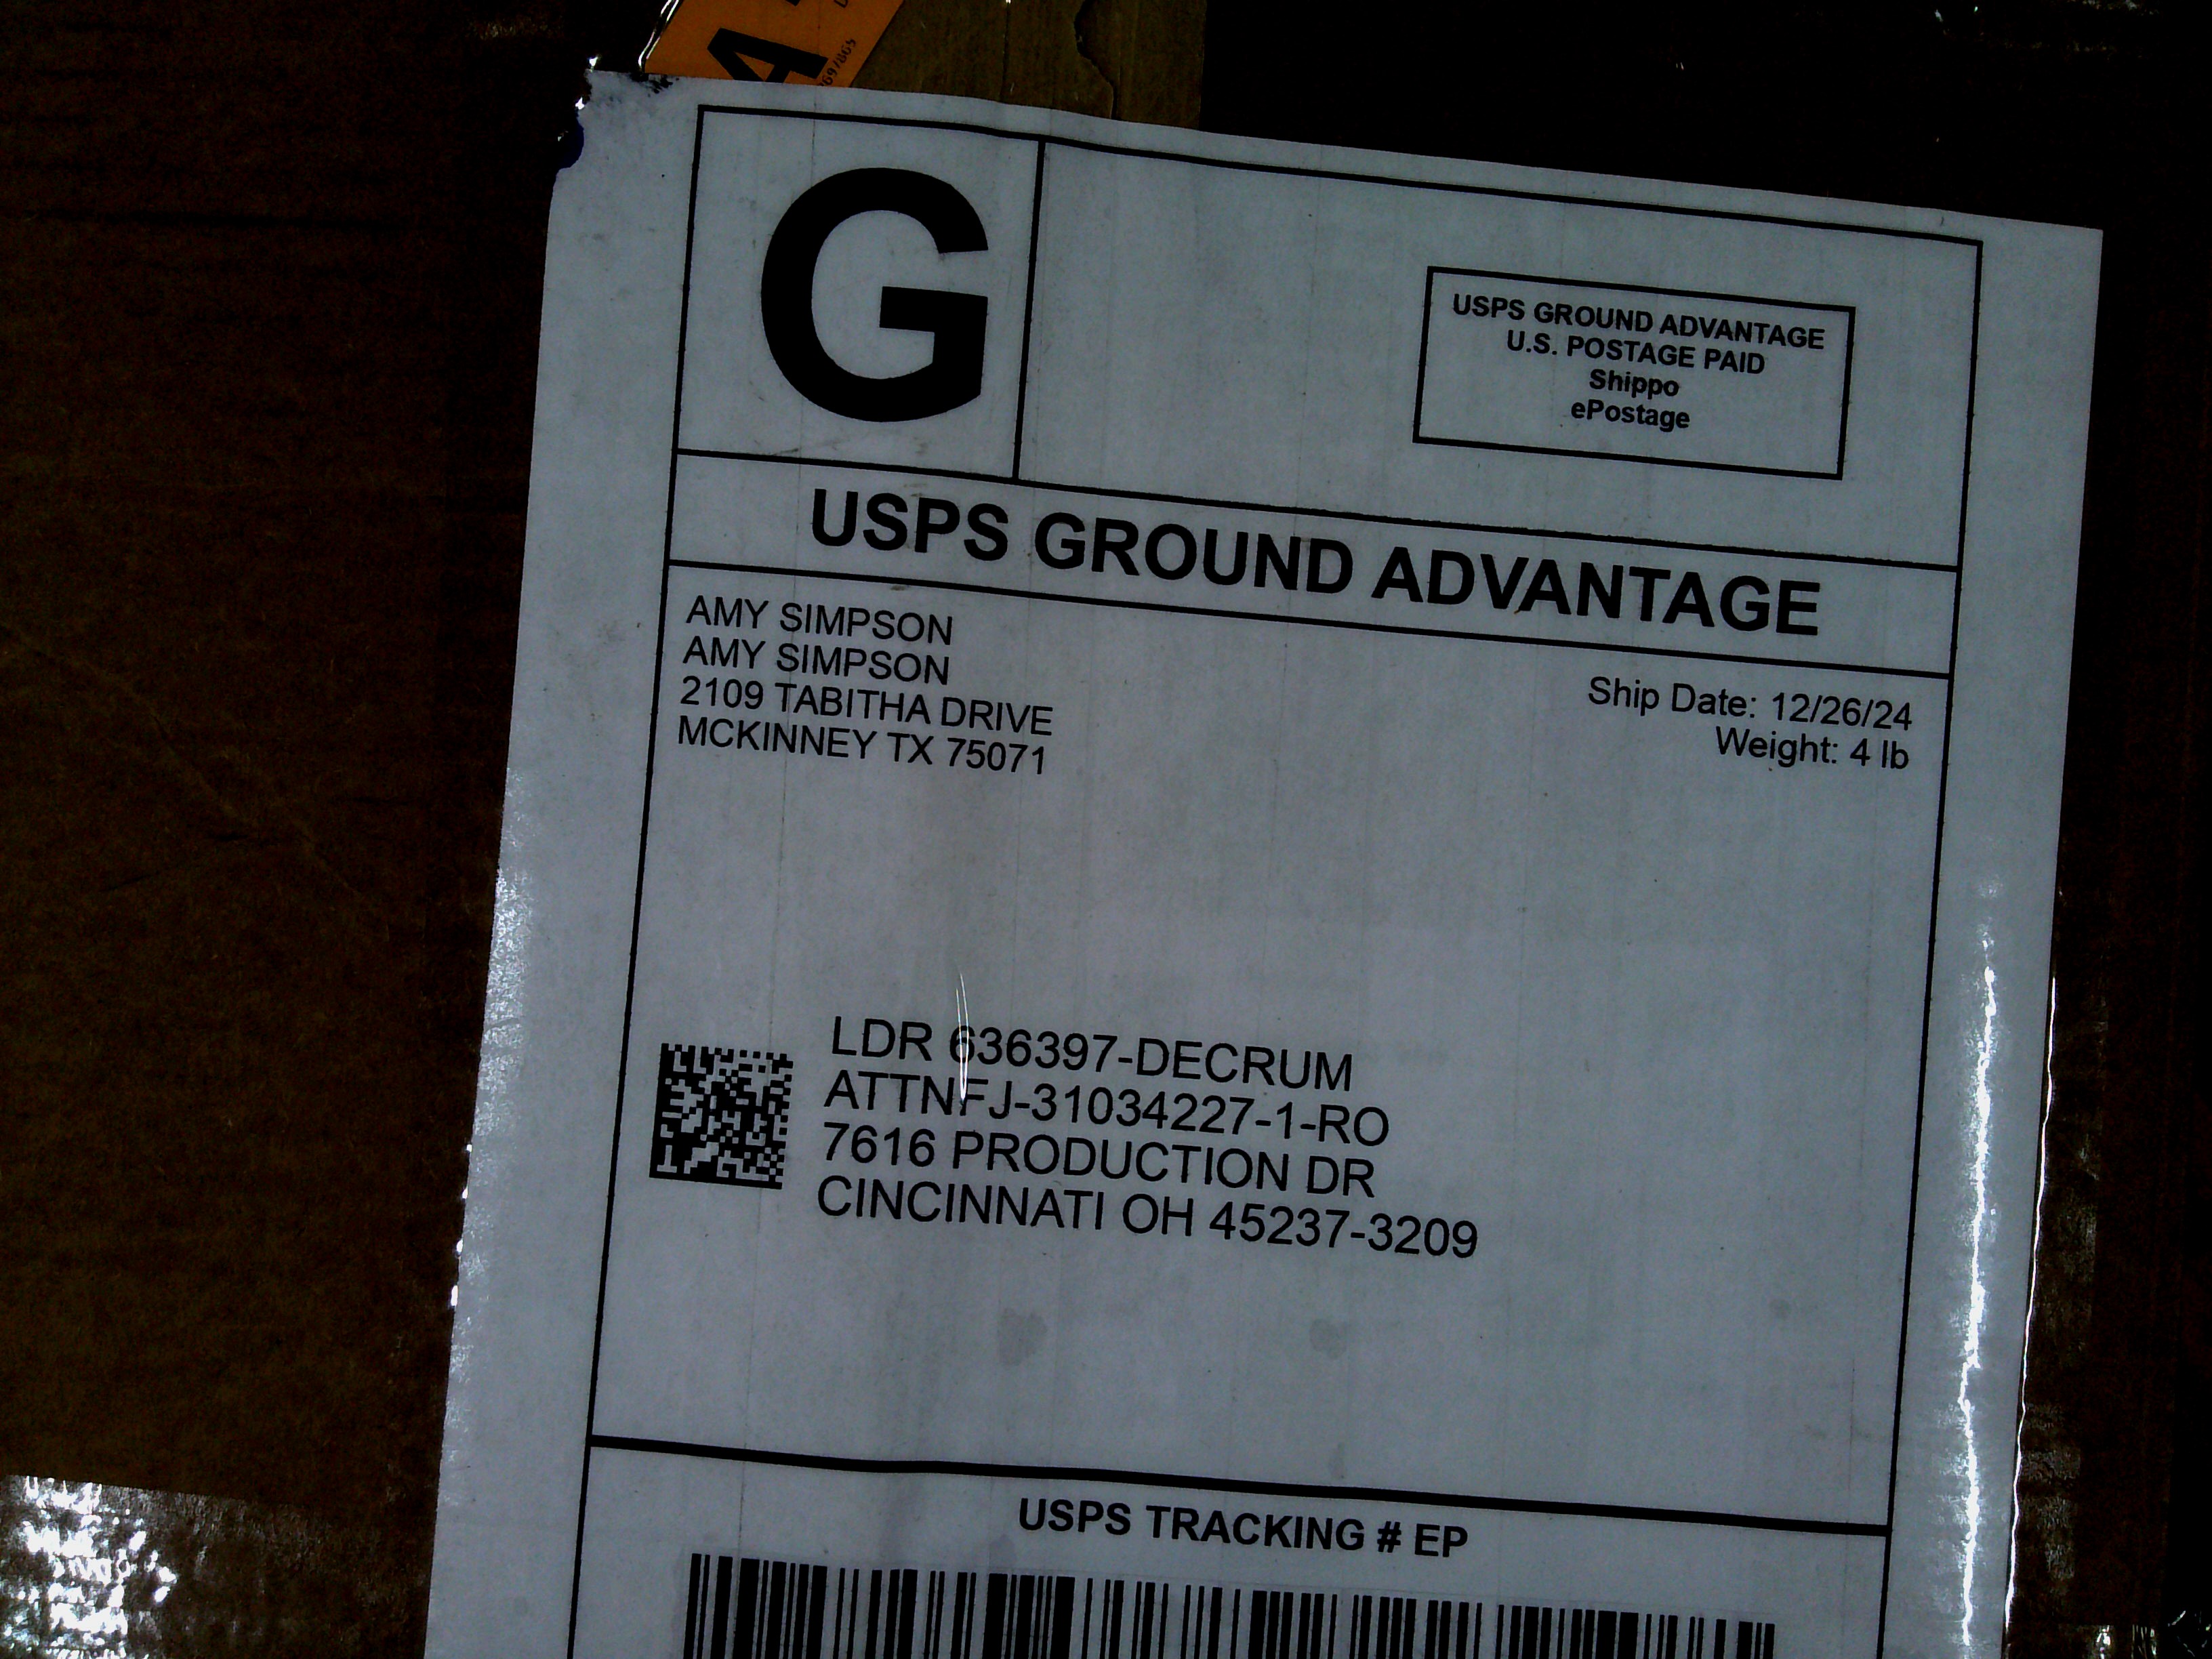 G
USPS GROUND ADVANTAGE
U.S. POSTAGE PAID
Shippo
ePostage
USPS GROUND ADVANTAGE
AMY SIMPSON
AMY SIMPSON
2109 TABITHA DRIVE
MCKINNEY TX 75071
Ship Date: 12/26/24
Weight: 4 lb
LDR 636397-DECRUM
ATTNFJ-31034227-1-RO
7616 PRODUCTION DR
CINCINNATI OH 45237-3209
USPS TRACKING # EP